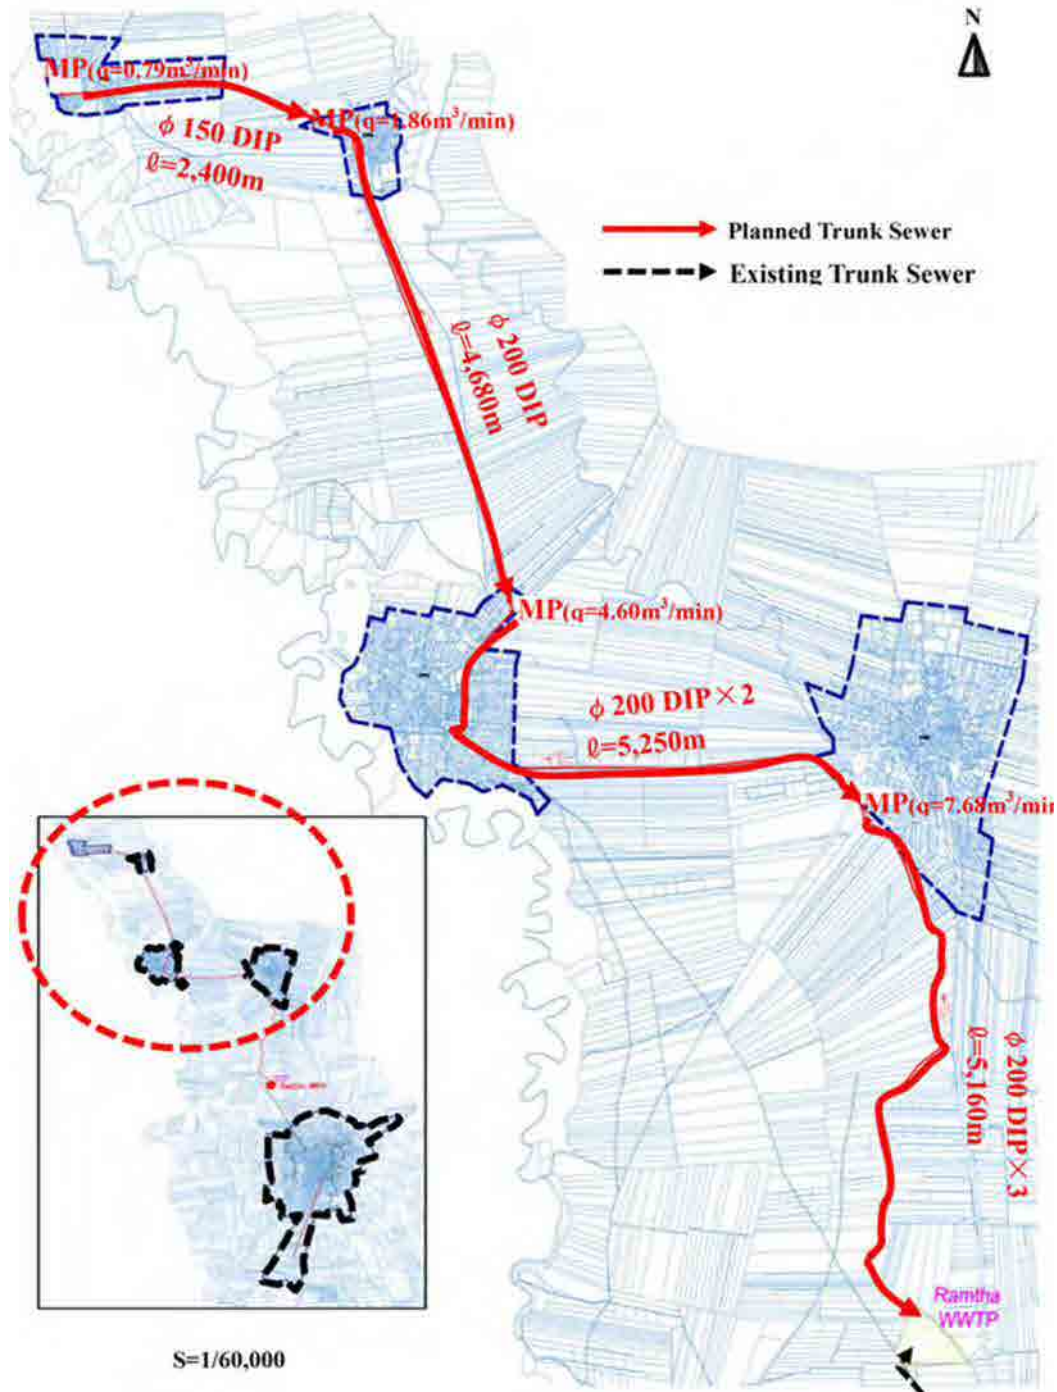 N
MP(q=0.79m³/min)
MP(q=1.86m³/min)
ϕ 150 DIP
ℓ=2,400m
Planned Trunk Sewer
Existing Trunk Sewer
ϕ 200 DIP
ℓ=4,680m
MP(q=4.60m³/min)
ϕ 200 DIP×2
ℓ=5,250m
MP(q=7.68m³/min
ϕ 200 DIP×3
ℓ=5,160m
Ramtha
WWTP
S=1/60,000